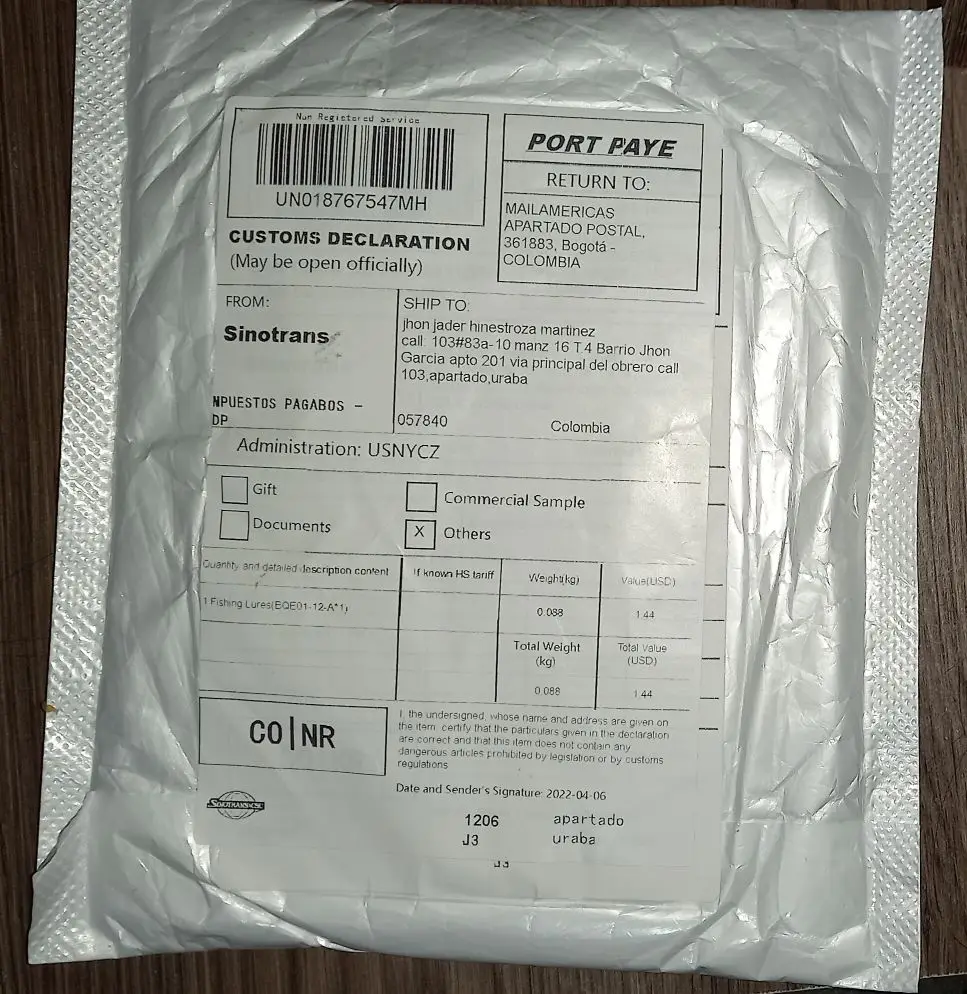 Non Registered Service
UN018767547MH
CUSTOMS DECLARATION
(May be open officially)
PORT PAYE
RETURN TO:
MAILAMERICAS
APARTADO POSTAL,
361883, Bogotá -
COLOMBIA
FROM:
Sinotrans
NPUESTOS PAGABOS -
DP
SHIP TO:
jhon jader hinestroza martinez
call: 103#83a-10 manz 16 T.4 Barrio Jhon
Garcia apto 201 via principal del obrero call
103,apartado,uraba
057840
Colombia
Administration: USNYCZ
Gift
Commercial Sample
Documents
X Others
Quantity and detailed description content
If known HS tariff
Weight(kg)
Value(USD)
1 Fishing Lures(BQE01-12-A*1)
0.088
1.44
Total Weight
(kg)
Total Value
(USD)
0.088
1.44
CO|NR
I, the undersigned, whose name and address are given on
the item, certify that the particulars given in the declaration
are correct and that this item does not contain any
dangerous articles prohibited by legislation or by customs
regulations
Date and Sender's Signature: 2022-04-06
SINOTRANS-CSC
1206 apartado
J3 uraba
J3